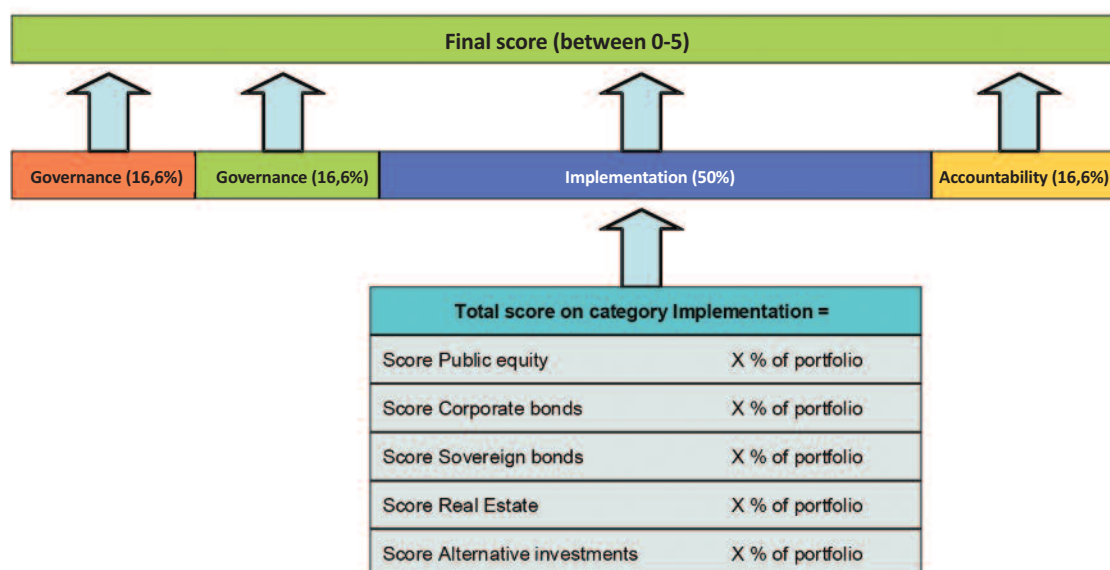 Final score (between 0-5)
Governance (16,6%) Governance (16,6%) Implementation (50%) Accountability (16,6%)
Total score on category Implementation =
Score Public equity X % of portfolio
Score Corporate bonds X % of portfolio
Score Sovereign bonds X % of portfolio
Score Real Estate X % of portfolio
Score Alternative investments X % of portfolio